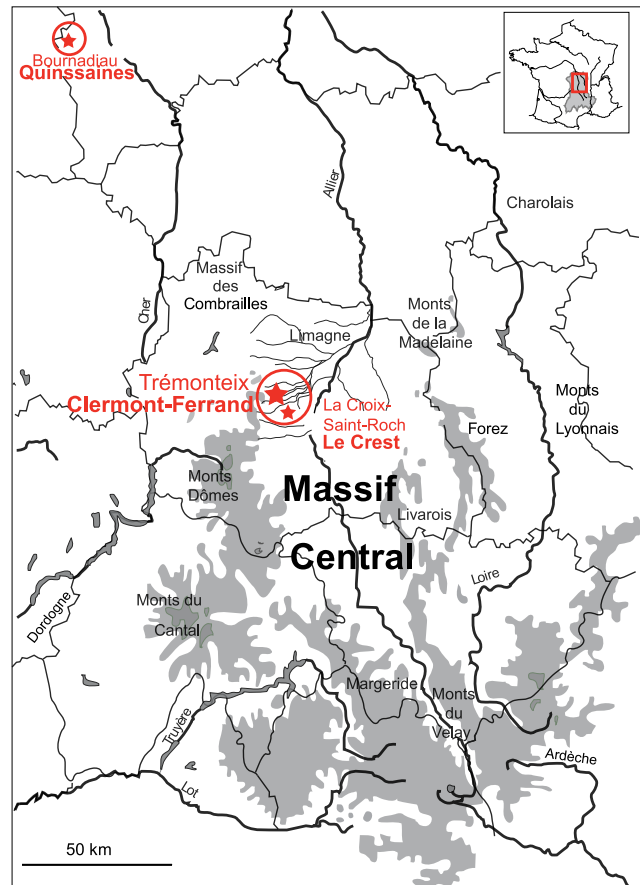 Bournadiau
Quinssaines
Allier
Charolais
Massif
des
Combrailles
Cher
Limagne
Monts
de la
Madelaine
Trémonteix
Clermont-Ferrand
La Croix-
Saint-Roch
Le Crest
Forez
Monts
du
Lyonnais
Monts
Dômes
Massif
Livarois
Central
Loire
Dordogne
Monts du
Cantal
Margeride
Monts
du
Velay
Truyère
Ardèche
Lot
50 km